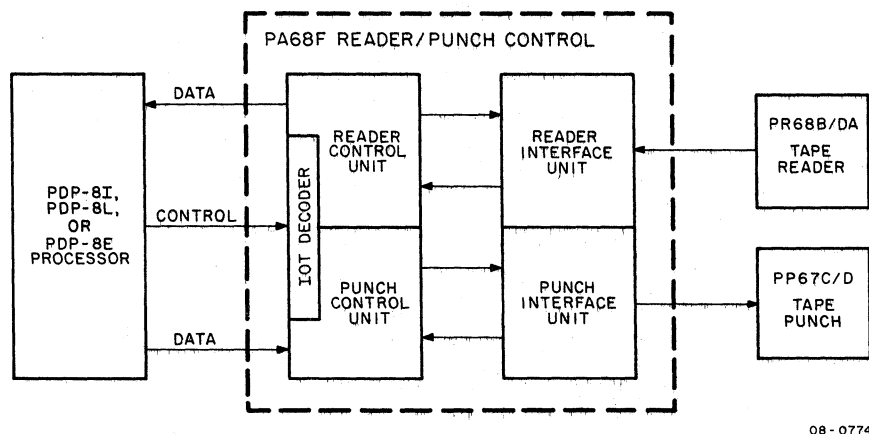 PA68F READER/PUNCH CONTROL
DATA
PDP-8I,
PDP-8L,
OR
PDP-8E
PROCESSOR
CONTROL
DATA
IOT DECODER
READER
CONTROL
UNIT
PUNCH
CONTROL
UNIT
READER
INTERFACE
UNIT
PUNCH
INTERFACE
UNIT
PR68B/DA
TAPE
READER
PP67C/D
TAPE
PUNCH
08-0774